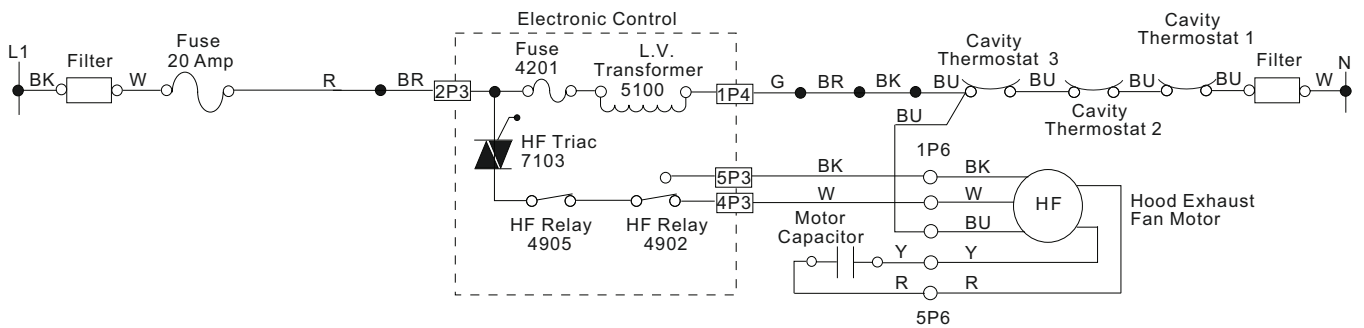 Electronic Control
L1
Filter
Fuse
20 Amp
BK
W
R
BR
2P3
Fuse
4201
L.V.
Transformer
5100
1P4
G
BR
BK
BU
Cavity
Thermostat 3
BU
Cavity
Thermostat 2
BU
Cavity
Thermostat 1
BU
Filter
W
N
HF Triac
7103
BU
1P6
5P3
BK
BK
4P3
W
W
HF
Hood Exhaust
Fan Motor
HF Relay
4905
HF Relay
4902
Motor
Capacitor
BU
Y
Y
R
R
5P6